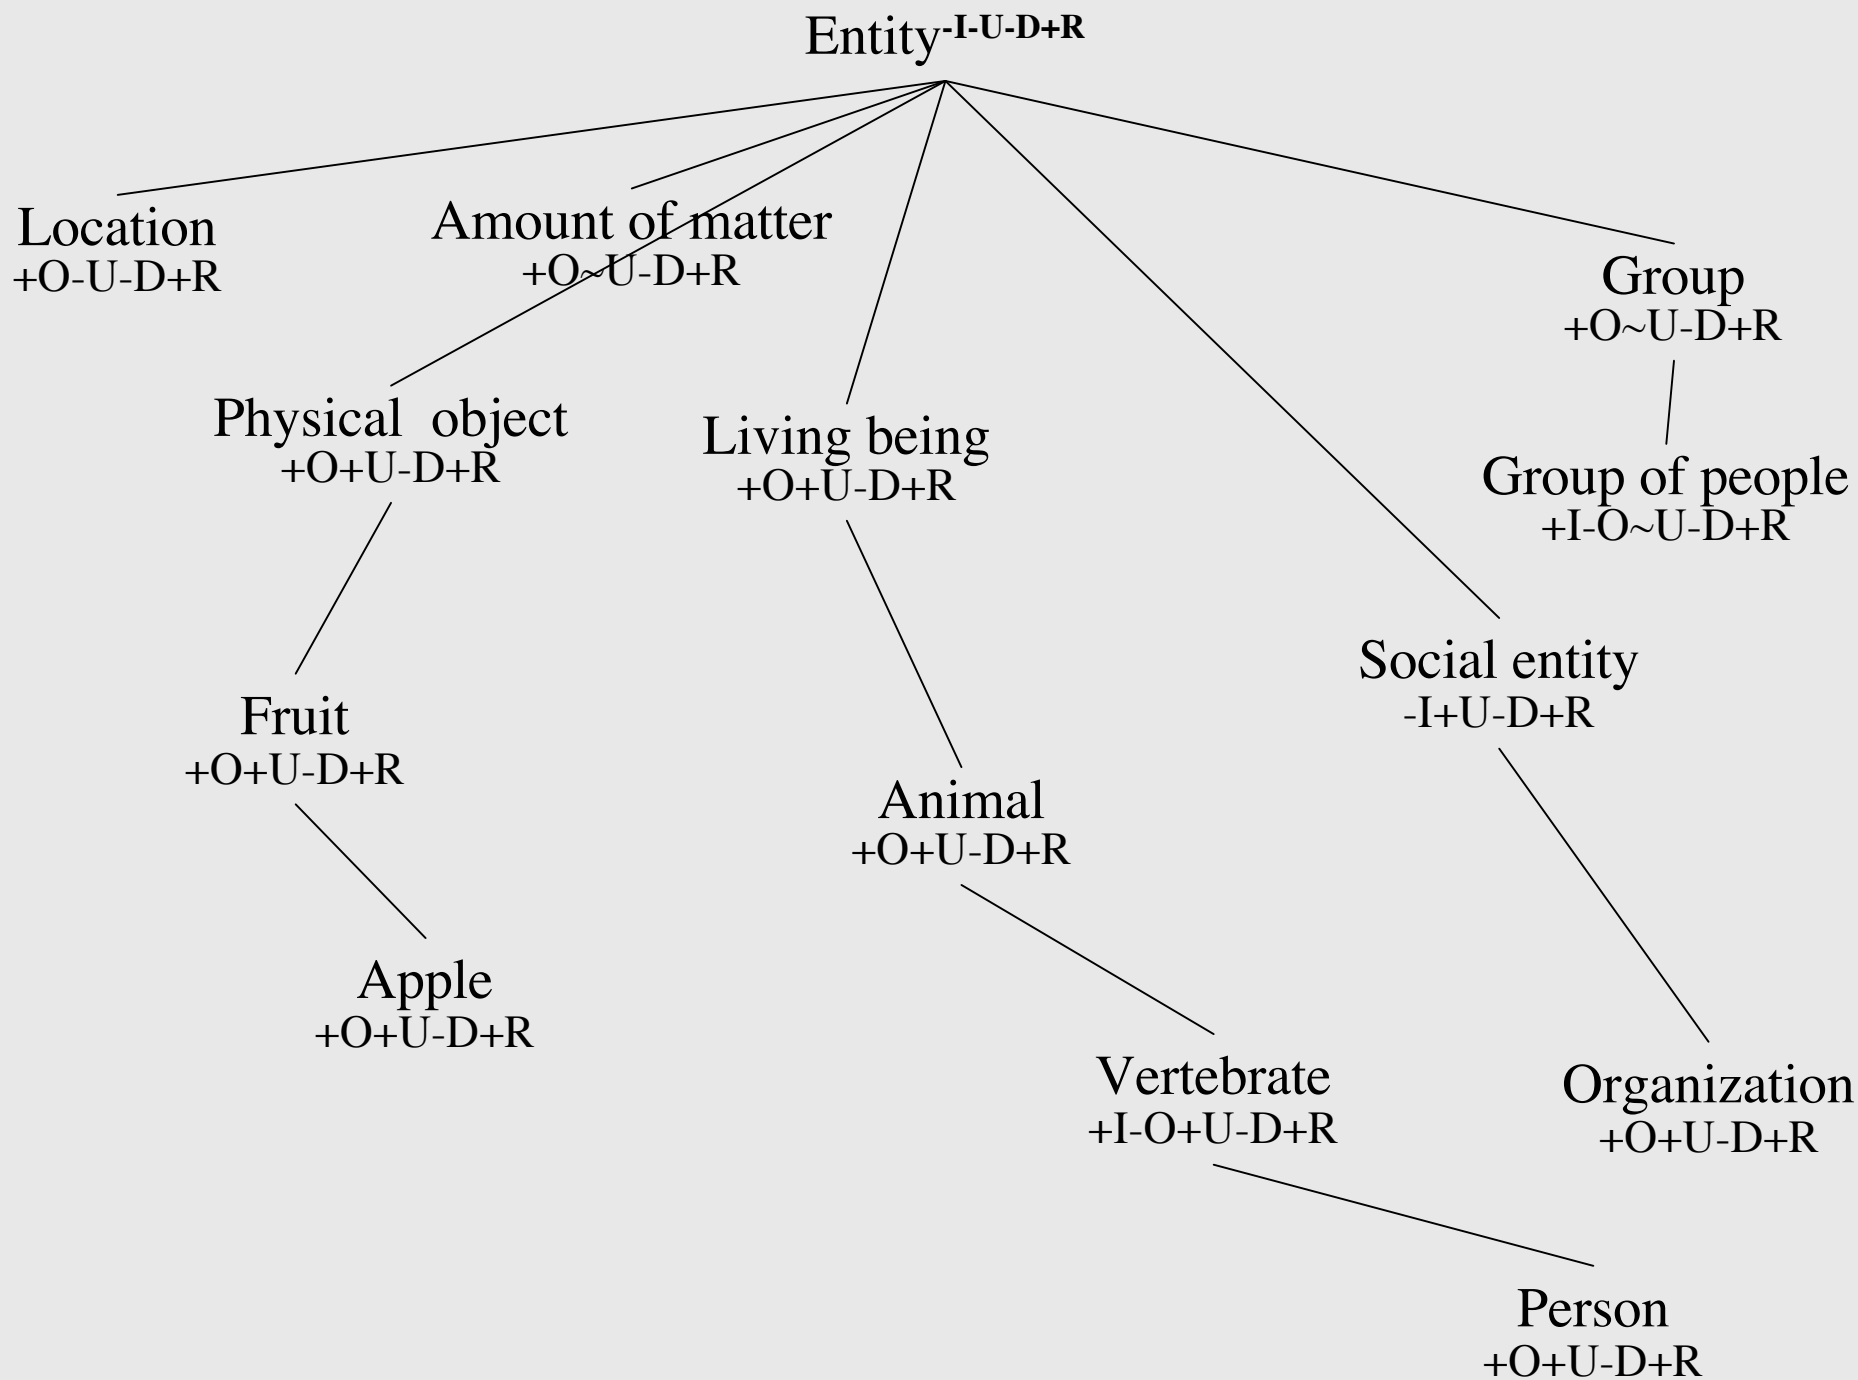 Entity-I-U-D+R
Location
+O-U-D+R
Amount of matter
+O~U-D+R
Group
+O~U-D+R
Physical object
+O+U-D+R
Living being
+O+U-D+R
Group of people
+I-O~U-D+R
Social entity
-I+U-D+R
Fruit
+O+U-D+R
Animal
+O+U-D+R
Apple
+O+U-D+R
Vertebrate
+I-O+U-D+R
Organization
+O+U-D+R
Person
+O+U-D+R